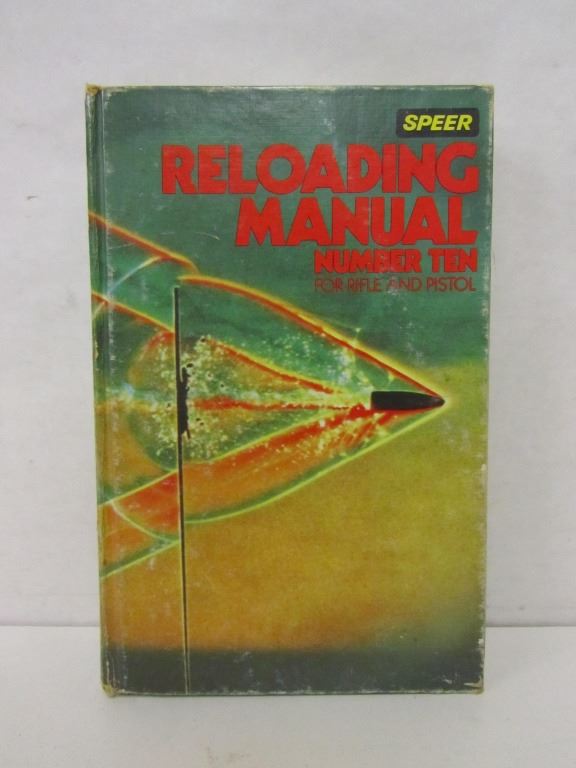 SPEER
RELOADING
MANUAL
NUMBER TEN
FOR RIFLE AND PISTOL